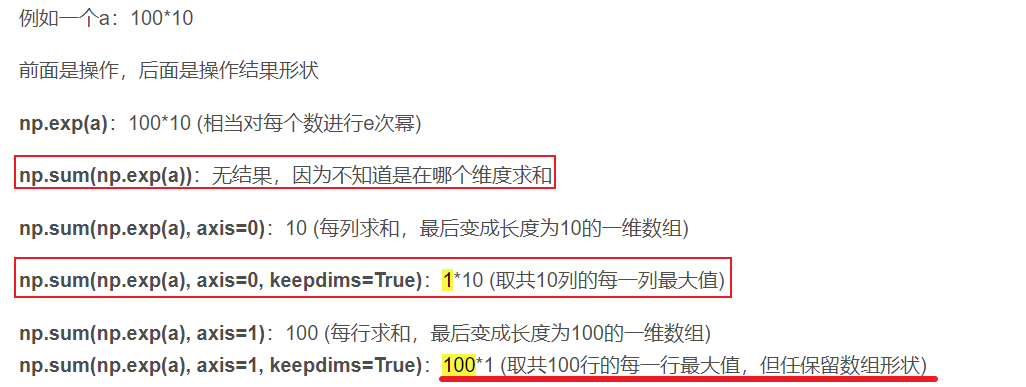 例如一个a：100*10
前面是操作，后面是操作结果形状
np.exp(a)：100*10 (相当对每个数进行e次幂)
np.sum(np.exp(a))：无结果，因为不知道是在哪个维度求和
np.sum(np.exp(a), axis=0)：10 (每列求和，最后变成长度为10的一维数组)
np.sum(np.exp(a), axis=0, keepdims=True)：1*10 (取共10列的每一列最大值)
np.sum(np.exp(a), axis=1)：100 (每行求和，最后变成长度为100的一维数组)
np.sum(np.exp(a), axis=1, keepdims=True)：100*1 (取共100行的每一行最大值，但任保留数组形状)